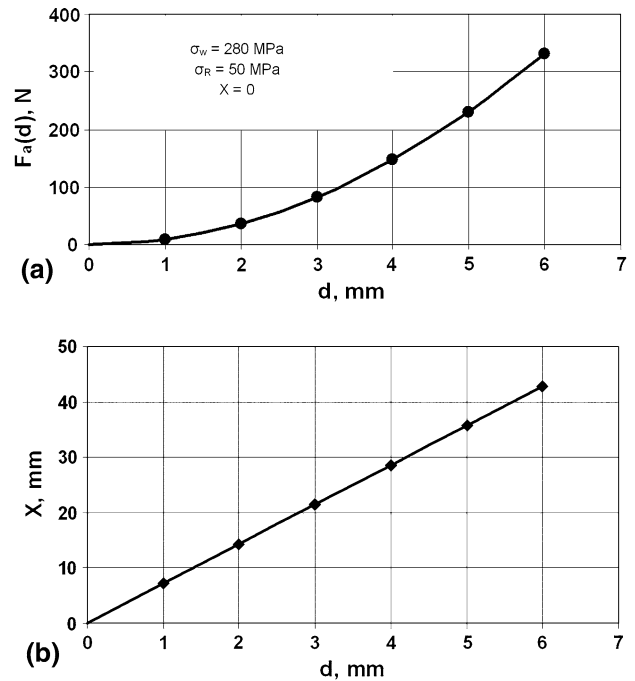 400
300
200
100
0
Fa(d), N
σw = 280 MPa
σR = 50 MPa
X = 0
0 1 2 3 4 5 6 7
d, mm
(a)
50
40
30
20
10
0
X, mm
0 1 2 3 4 5 6 7
d, mm
(b)